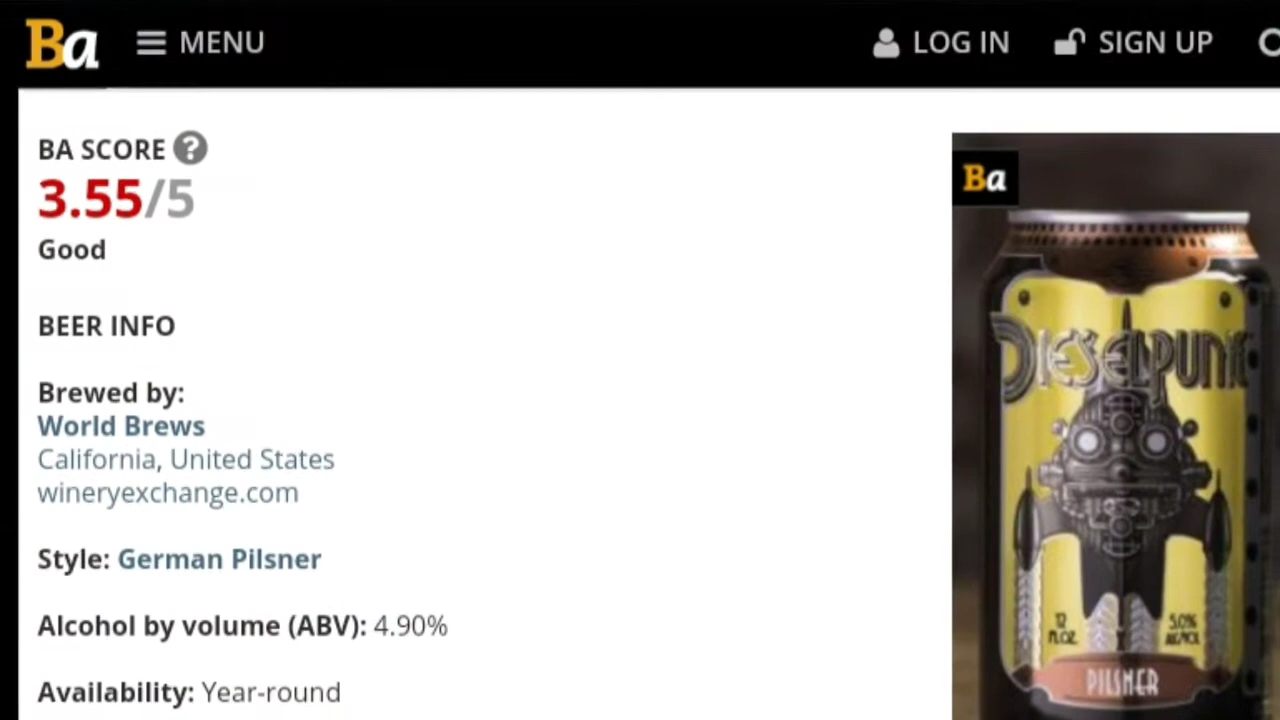 Ba MENU LOG IN SIGN UP
BA SCORE ?
3.55/5
Good
BEER INFO
Brewed by:
World Brews
California, United States
wineryexchange.com
Style: German Pilsner
Alcohol by volume (ABV): 4.90%
Availability: Year-round
Ba
DIESELPUNK
12
FL.OZ.
5.0%
ALC/VOL
PILSNER